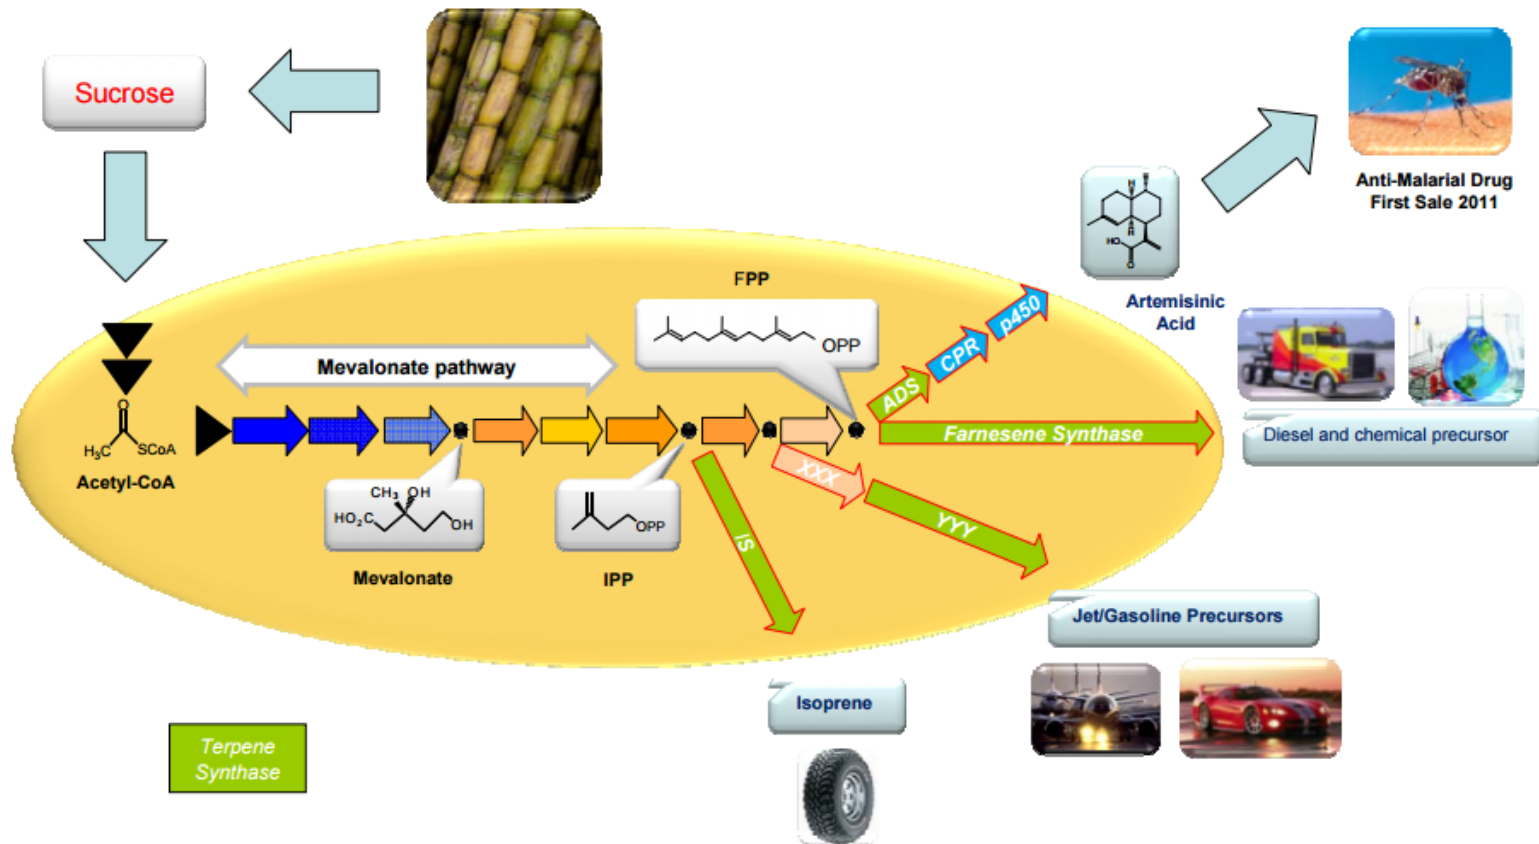 Sucrose
Anti-Malarial Drug
First Sale 2011
HO
O
H
H
Artemisinic
Acid
FPP
OPP
Mevalonate pathway
ADS
CPR
p450
Farnesene Synthase
Diesel and chemical precursor
O
H₃C
SCoA
Acetyl-CoA
CH₃
OH
HO₂C
OH
Mevalonate
OPP
IPP
IS
XXX
YYY
Jet/Gasoline Precursors
Isoprene
Terpene
Synthase